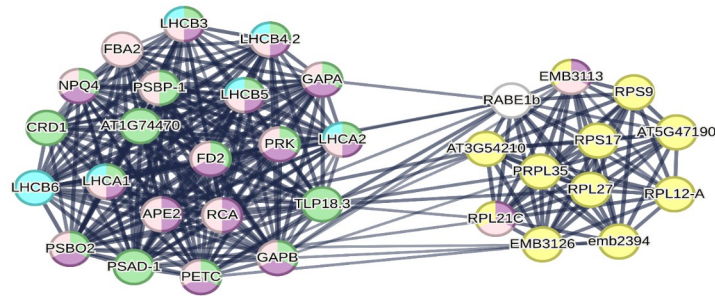 LHCB3
FBA2
LHCB4.2
GAPA
NPQ4
PSBP-1
LHCB5
CRD1
AT1G74470
PRK
LHCA2
FD2
LHCB6
LHCA1
TLP18.3
APE2
RCA
PSBO2
PSAD-1
PETC
GAPB
EMB3113
RABE1b
RPS9
AT3G54210
RPS17
AT5G47190
PRPL35
RPL27
RPL12-A
RPL21C
EMB3126
emb2394